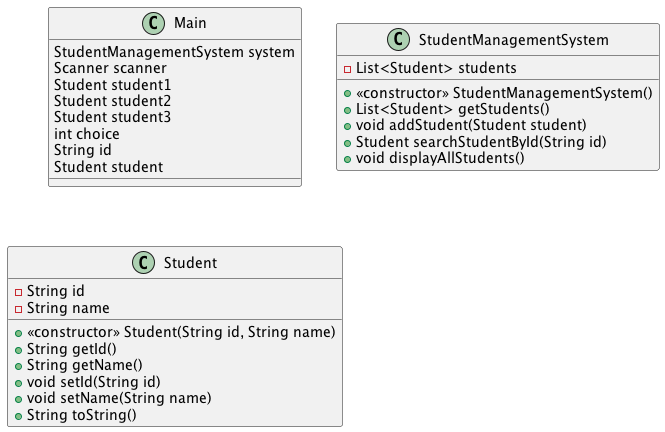 C Main
StudentManagementSystem system
Scanner scanner
Student student1
Student student2
Student student3
int choice
String id
Student student
C StudentManagementSystem
List<Student> students
«constructor» StudentManagementSystem()
List<Student> getStudents()
void addStudent(Student student)
Student searchStudentById(String id)
void displayAllStudents()
C Student
String id
String name
«constructor» Student(String id, String name)
String getId()
String getName()
void setId(String id)
void setName(String name)
String toString()